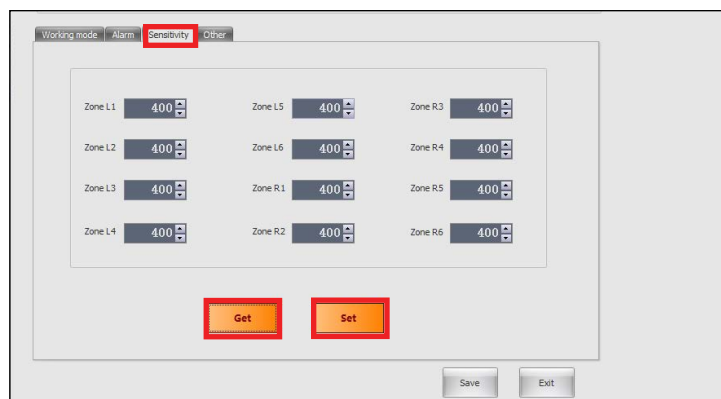 Working mode Alarm Sensitivity Other
Zone L1 400 Zone L5 400 Zone R3 400
Zone L2 400 Zone L6 400 Zone R4 400
Zone L3 400 Zone R1 400 Zone R5 400
Zone L4 400 Zone R2 400 Zone R6 400
Get Set
Save Exit